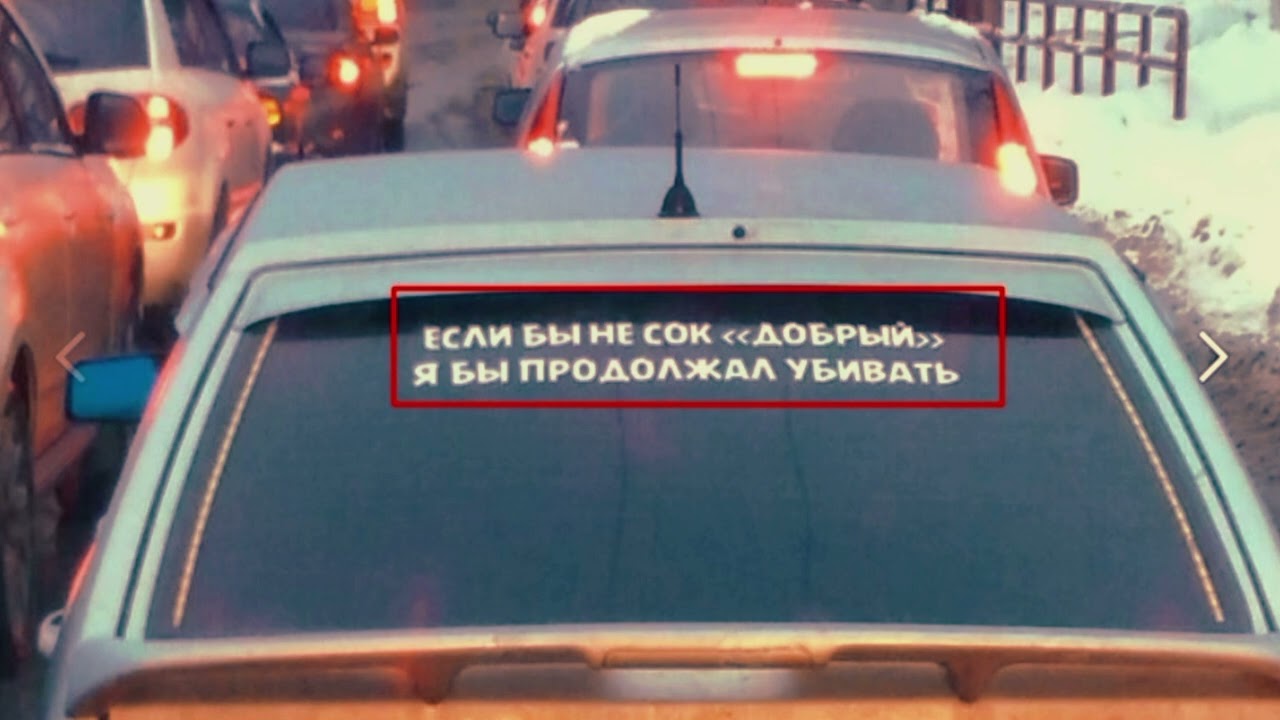 ЕСЛИ БЫ НЕ СОК <<ДОБРЫЙ>>
Я БЫ ПРОДОЛЖАЛ УБИВАТЬ